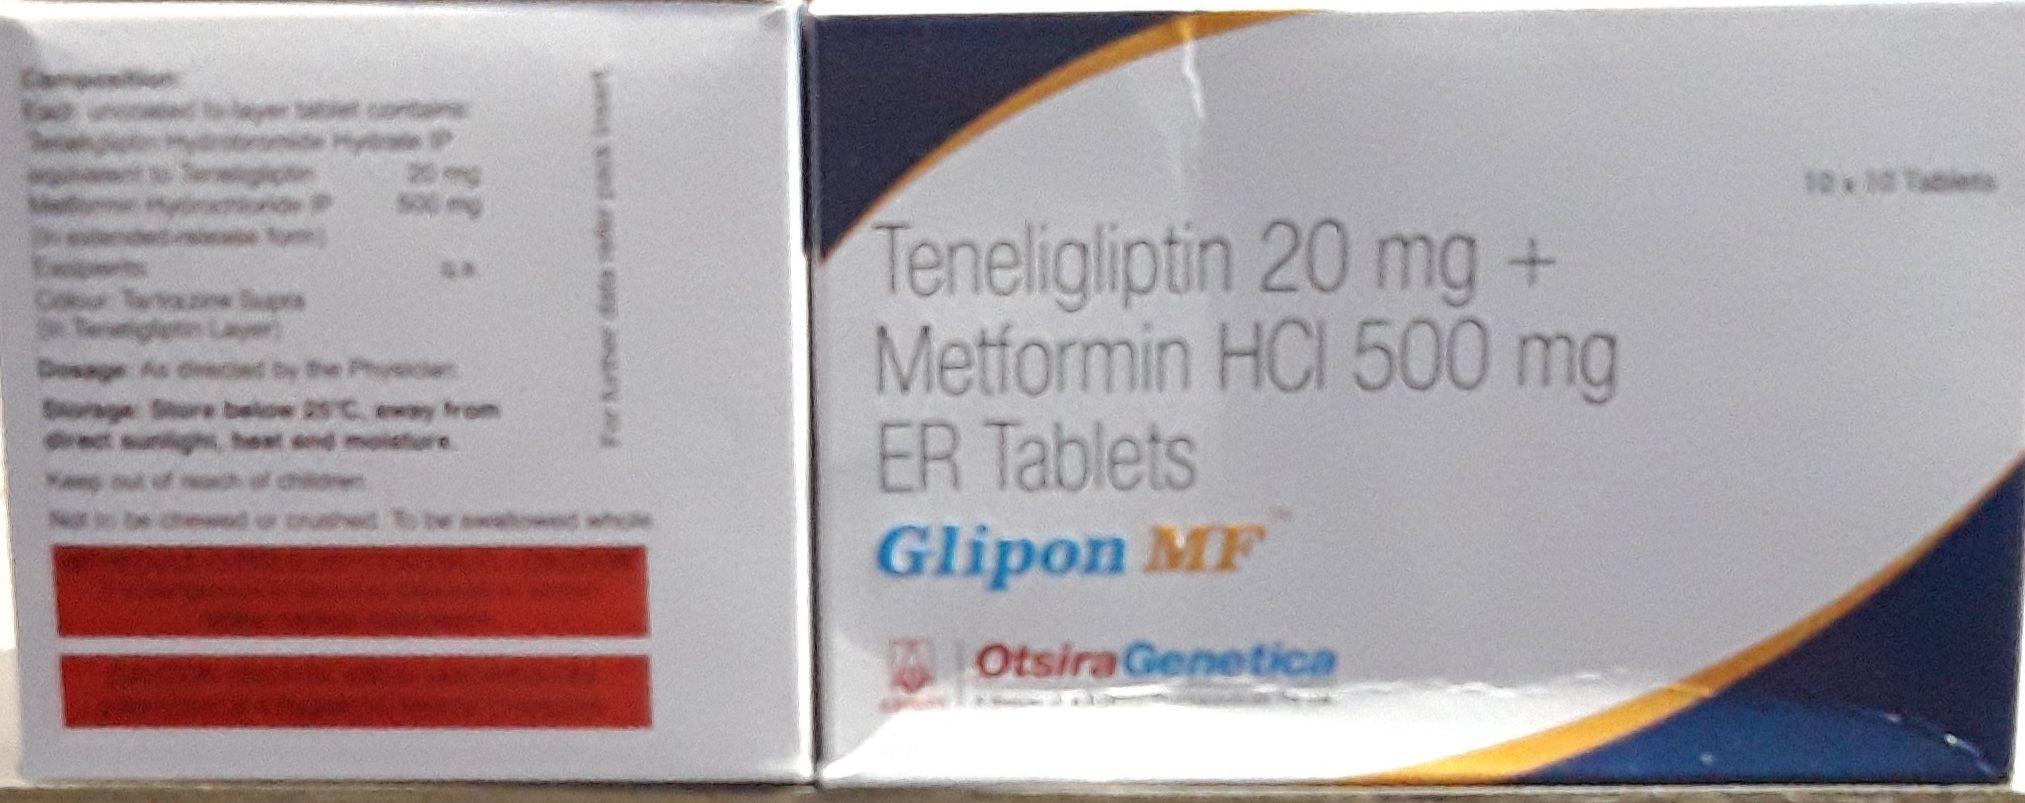 Composition:
Each uncoated bi-layer tablet contains:
Teneligliptin Hydrobromide Hydrate IP
equivalent to Teneligliptin 20 mg
Metformin Hydrochloride IP 500 mg
(In extended-release form)
Excipients q.s.
Colour: Tartrazine Supra
(In Teneligliptin Layer)
Dosage: As directed by the Physician.
Storage: Store below 25°C, away from
direct sunlight, heat and moisture.
Keep out of reach of children.
Not to be chewed or crushed. To be swallowed whole.
For further data refer pack insert.
10 x 10 Tablets
Teneligliptin 20 mg +
Metformin HCl 500 mg
ER Tablets
Glipon MF™
OtsiraGenetica